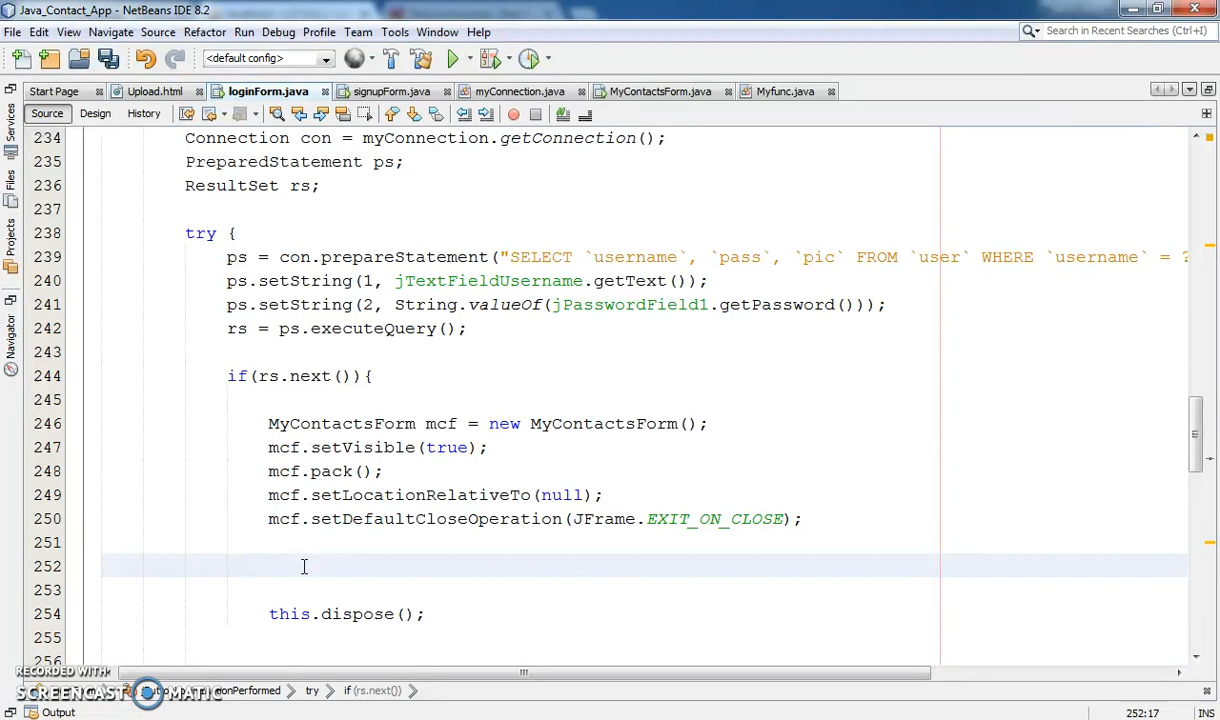 Java_Contact_App - NetBeans IDE 8.2
File Edit View Navigate Source Refactor Run Debug Profile Team Tools Window Help
Search in Recent Searches (Ctrl+I)
<default config>
Start Page Upload.html loginForm.java signupForm.java myConnection.java MyContactsForm.java Myfunc.java
Source Design History
Services
Files
Projects
Navigator
234 Connection con = myConnection.getConnection();
235 PreparedStatement ps;
236 ResultSet rs;
237
238 try {
239 ps = con.prepareStatement("SELECT `username`, `pass`, `pic` FROM `user` WHERE `username` = ?
240 ps.setString(1, jTextFieldUsername.getText());
241 ps.setString(2, String.valueOf(jPasswordField1.getPassword()));
242 rs = ps.executeQuery();
243
244 if(rs.next()){
245
246 MyContactsForm mcf = new MyContactsForm();
247 mcf.setVisible(true);
248 mcf.pack();
249 mcf.setLocationRelativeTo(null);
250 mcf.setDefaultCloseOperation(JFrame.EXIT_ON_CLOSE);
251
252
253
254 this.dispose();
255
256
RECORDED WITH
SCREENCAST MATIC
try if (rs.next())
Output
252:17 INS